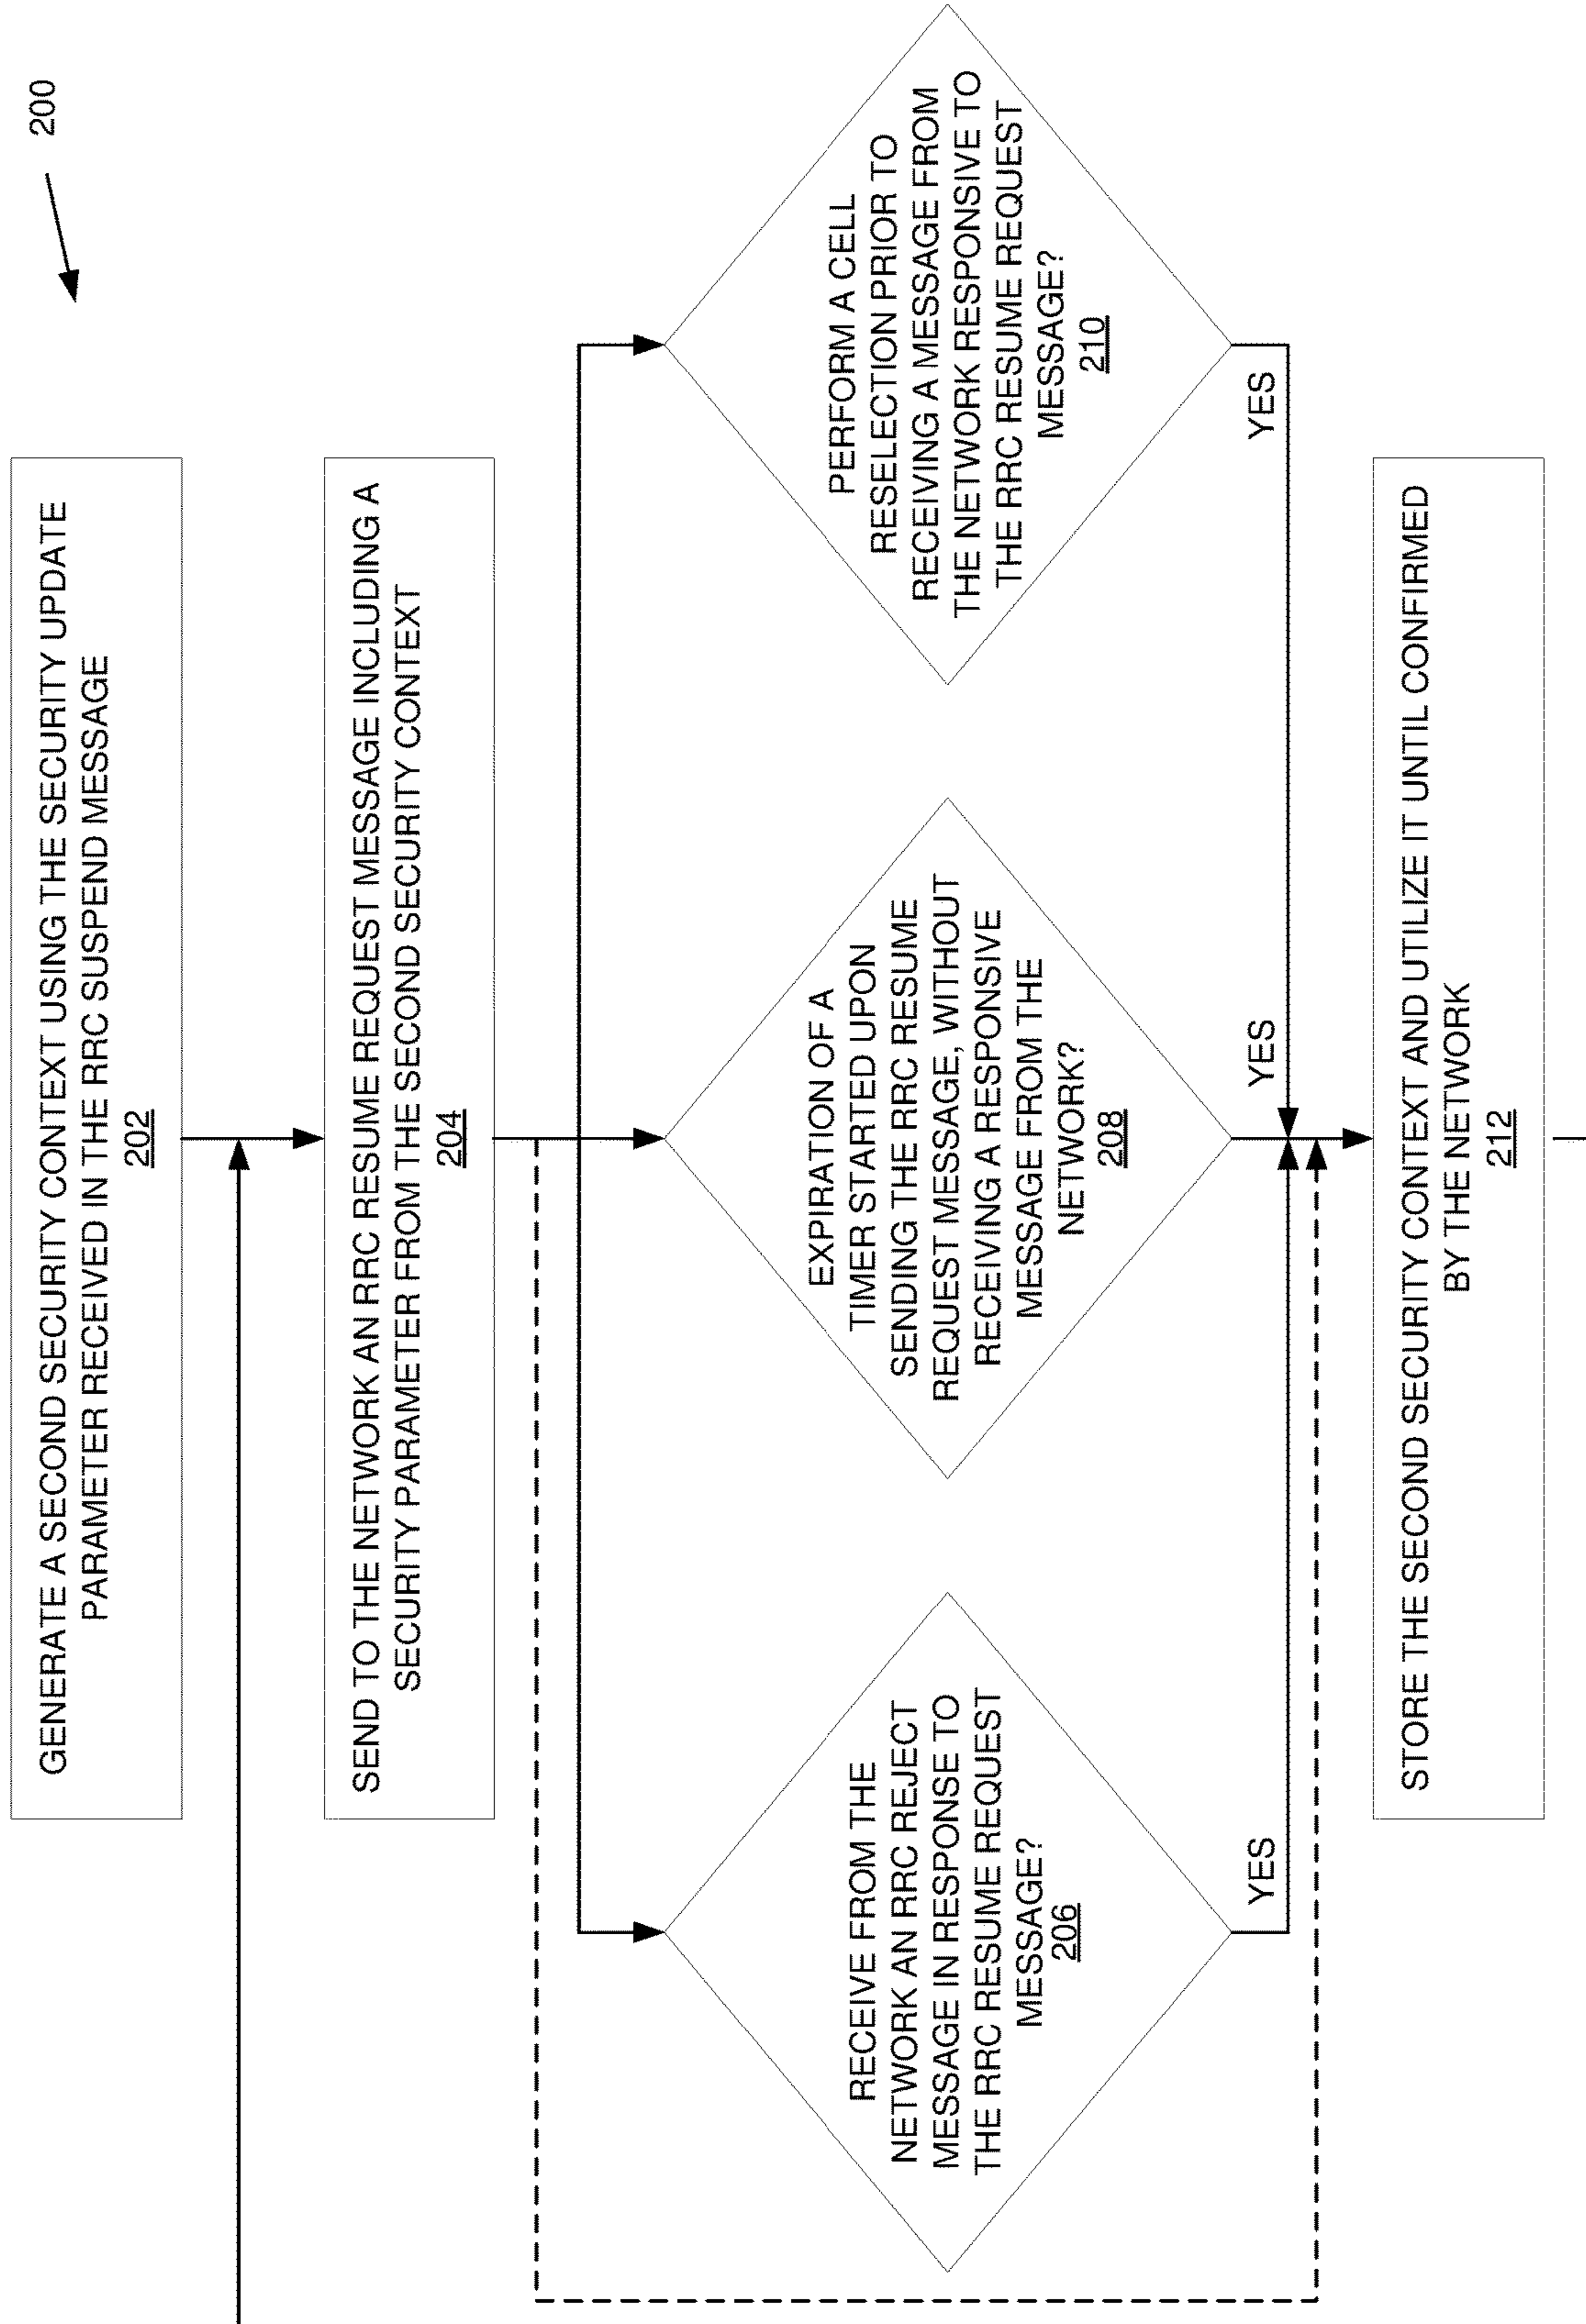 200
GENERATE A SECOND SECURITY CONTEXT USING THE SECURITY UPDATE
PARAMETER RECEIVED IN THE RRC SUSPEND MESSAGE
202
SEND TO THE NETWORK AN RRC RESUME REQUEST MESSAGE INCLUDING A
SECURITY PARAMETER FROM THE SECOND SECURITY CONTEXT
204
RECEIVE FROM THE
NETWORK AN RRC REJECT
MESSAGE IN RESPONSE TO
THE RRC RESUME REQUEST
MESSAGE?
206
YES
EXPIRATION OF A
TIMER STARTED UPON
SENDING THE RRC RESUME
REQUEST MESSAGE, WITHOUT
RECEIVING A RESPONSIVE
MESSAGE FROM THE
NETWORK?
208
YES
PERFORM A CELL
RESELECTION PRIOR TO
RECEIVING A MESSAGE FROM
THE NETWORK RESPONSIVE TO
THE RRC RESUME REQUEST
MESSAGE?
210
YES
STORE THE SECOND SECURITY CONTEXT AND UTILIZE IT UNTIL CONFIRMED
BY THE NETWORK
212